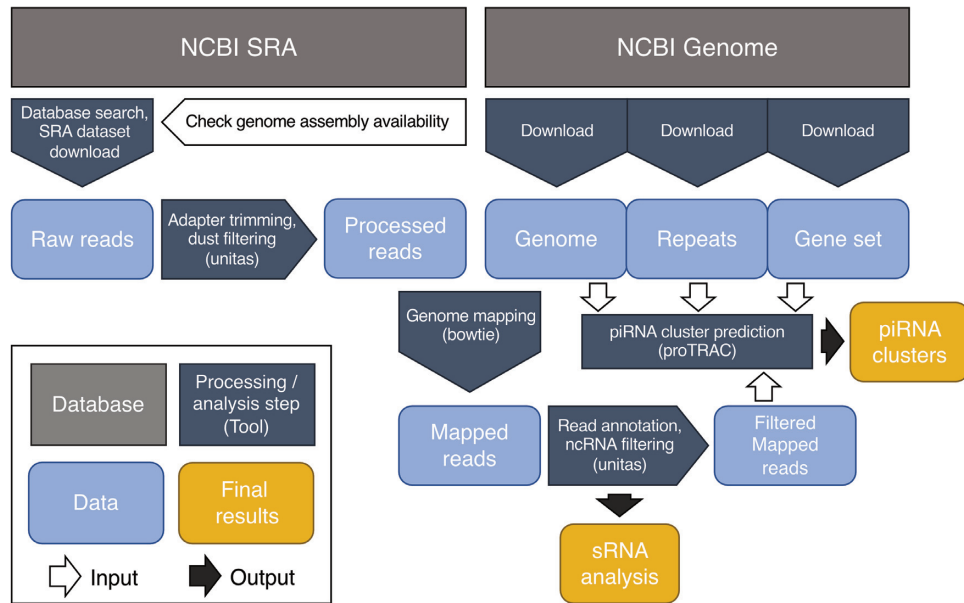 NCBI SRA
NCBI Genome
Database search,
SRA dataset
download
Check genome assembly availability
Download
Download
Download
Raw reads
Adapter trimming,
dust filtering
(unitas)
Processed
reads
Genome
Repeats
Gene set
Genome mapping
(bowtie)
piRNA cluster prediction
(proTRAC)
piRNA
clusters
Mapped
reads
Read annotation,
ncRNA filtering
(unitas)
Filtered
Mapped
reads
sRNA
analysis
Database
Processing /
analysis step
(Tool)
Data
Final
results
Input
Output